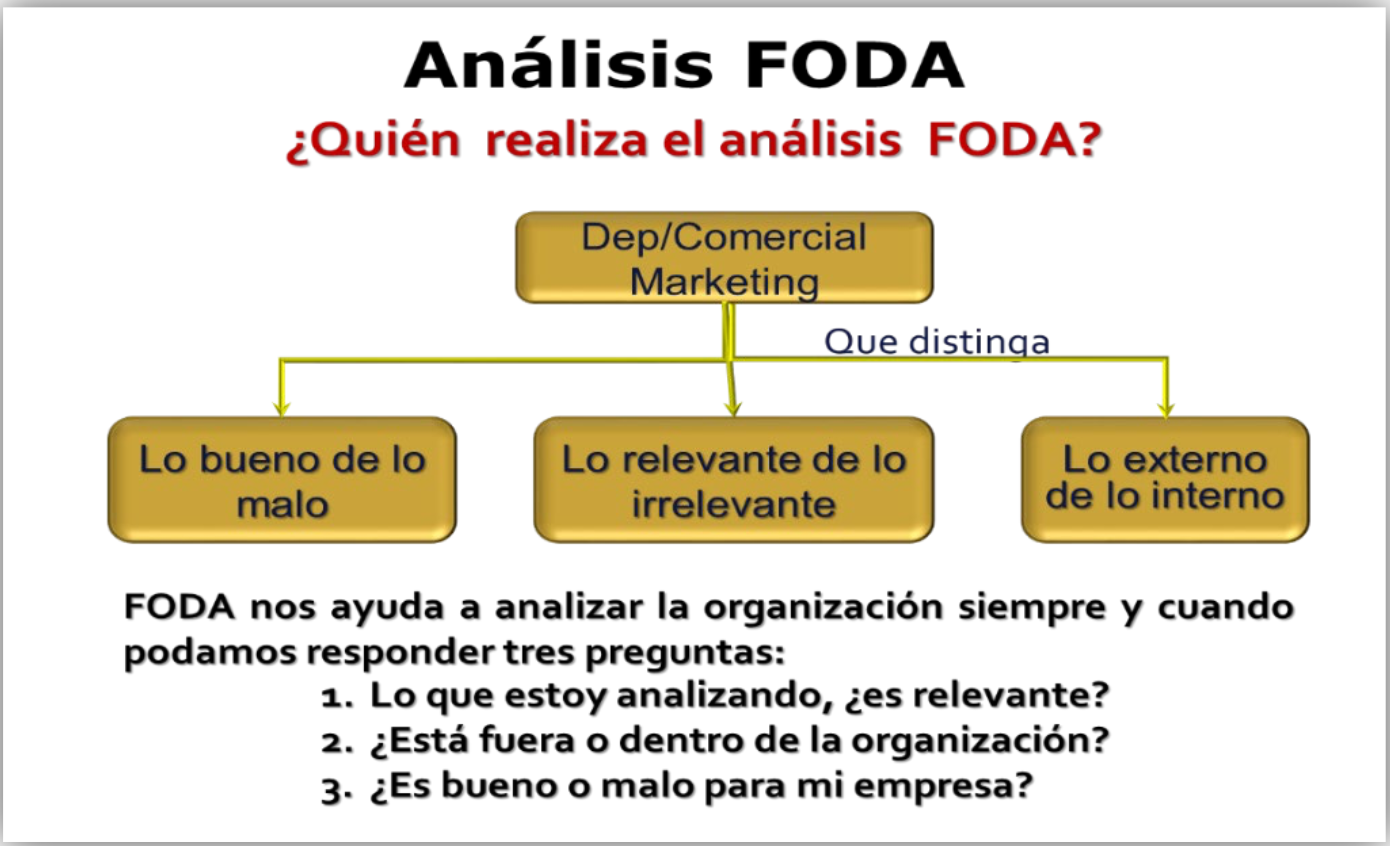 Análisis FODA
¿Quién realiza el análisis FODA?
Dep/Comercial
Marketing
Que distinga
Lo bueno de lo
malo
Lo relevante de lo
irrelevante
Lo externo
de lo interno
FODA nos ayuda a analizar la organización siempre y cuando
podamos responder tres preguntas:
1. Lo que estoy analizando, ¿es relevante?
2. ¿Está fuera o dentro de la organización?
3. ¿Es bueno o malo para mi empresa?